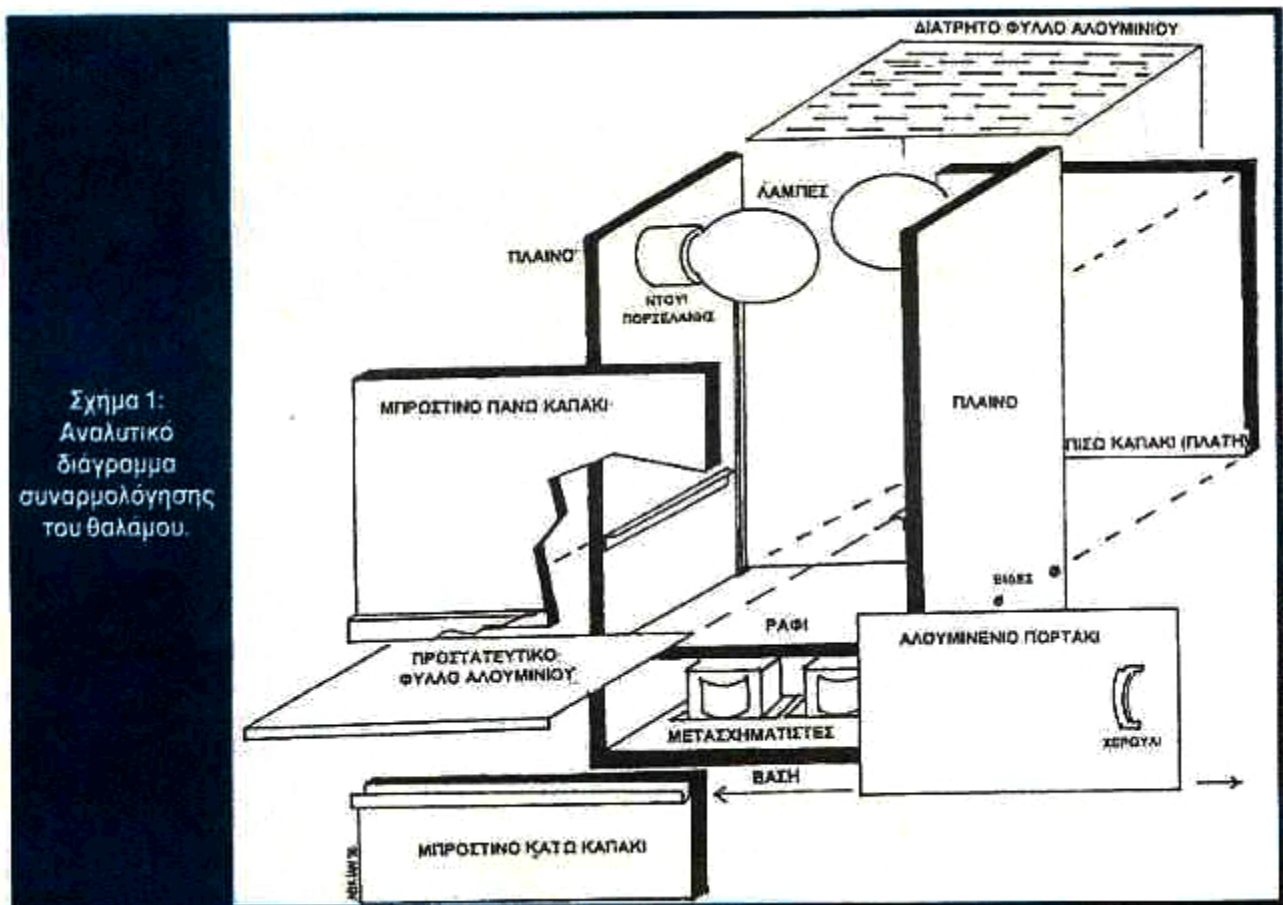 Σχήμα 1:
Αναλυτικό
διάγραμμα
συναρμολόγησης
του θαλάμου.
ΔΙΑΤΡΗΤΟ ΦΥΛΛΟ ΑΛΟΥΜΙΝΙΟΥ
ΛΑΜΠΕΣ
ΠΛΑΙΝΟ
ΝΤΟΥΙ
ΠΟΡΣΕΛΑΝΗΣ
ΜΠΡΟΣΤΙΝΟ ΠΑΝΩ ΚΑΠΑΚΙ
ΠΛΑΙΝΟ
ΠΙΣΩ ΚΑΠΑΚΙ (ΠΛΑΤΗ)
ΒΙΔΕΣ
ΡΑΦΙ
ΑΛΟΥΜΙΝΕΝΙΟ ΠΟΡΤΑΚΙ
ΠΡΟΣΤΑΤΕΥΤΙΚΟ
ΦΥΛΛΟ ΑΛΟΥΜΙΝΙΟΥ
ΜΕΤΑΣΧΗΜΑΤΙΣΤΕΣ
ΧΕΡΟΥΛΙ
ΒΑΣΗ
ΜΠΡΟΣΤΙΝΟ ΚΑΤΩ ΚΑΠΑΚΙ